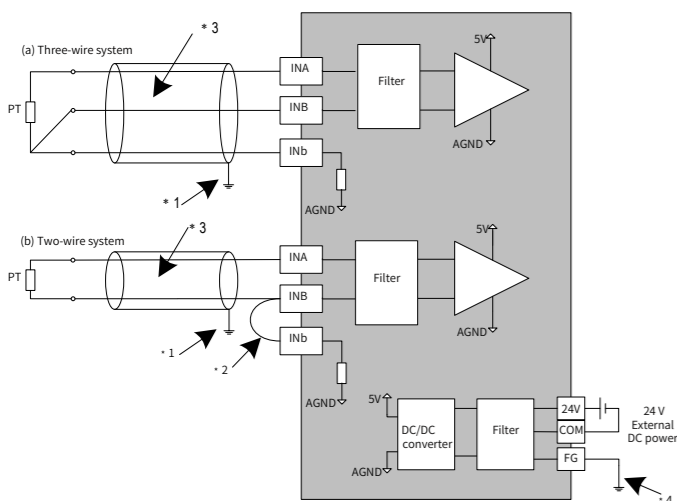 (a) Three-wire system
* 3
PT
INA
INB
INb
Filter
5V
AGND
AGND
* 1
(b) Two-wire system
* 3
PT
INA
INB
INb
Filter
5V
AGND
AGND
* 1
* 2
5V
AGND
DC/DC
converter
Filter
24V
COM
FG
24 V
External
DC power
* 4